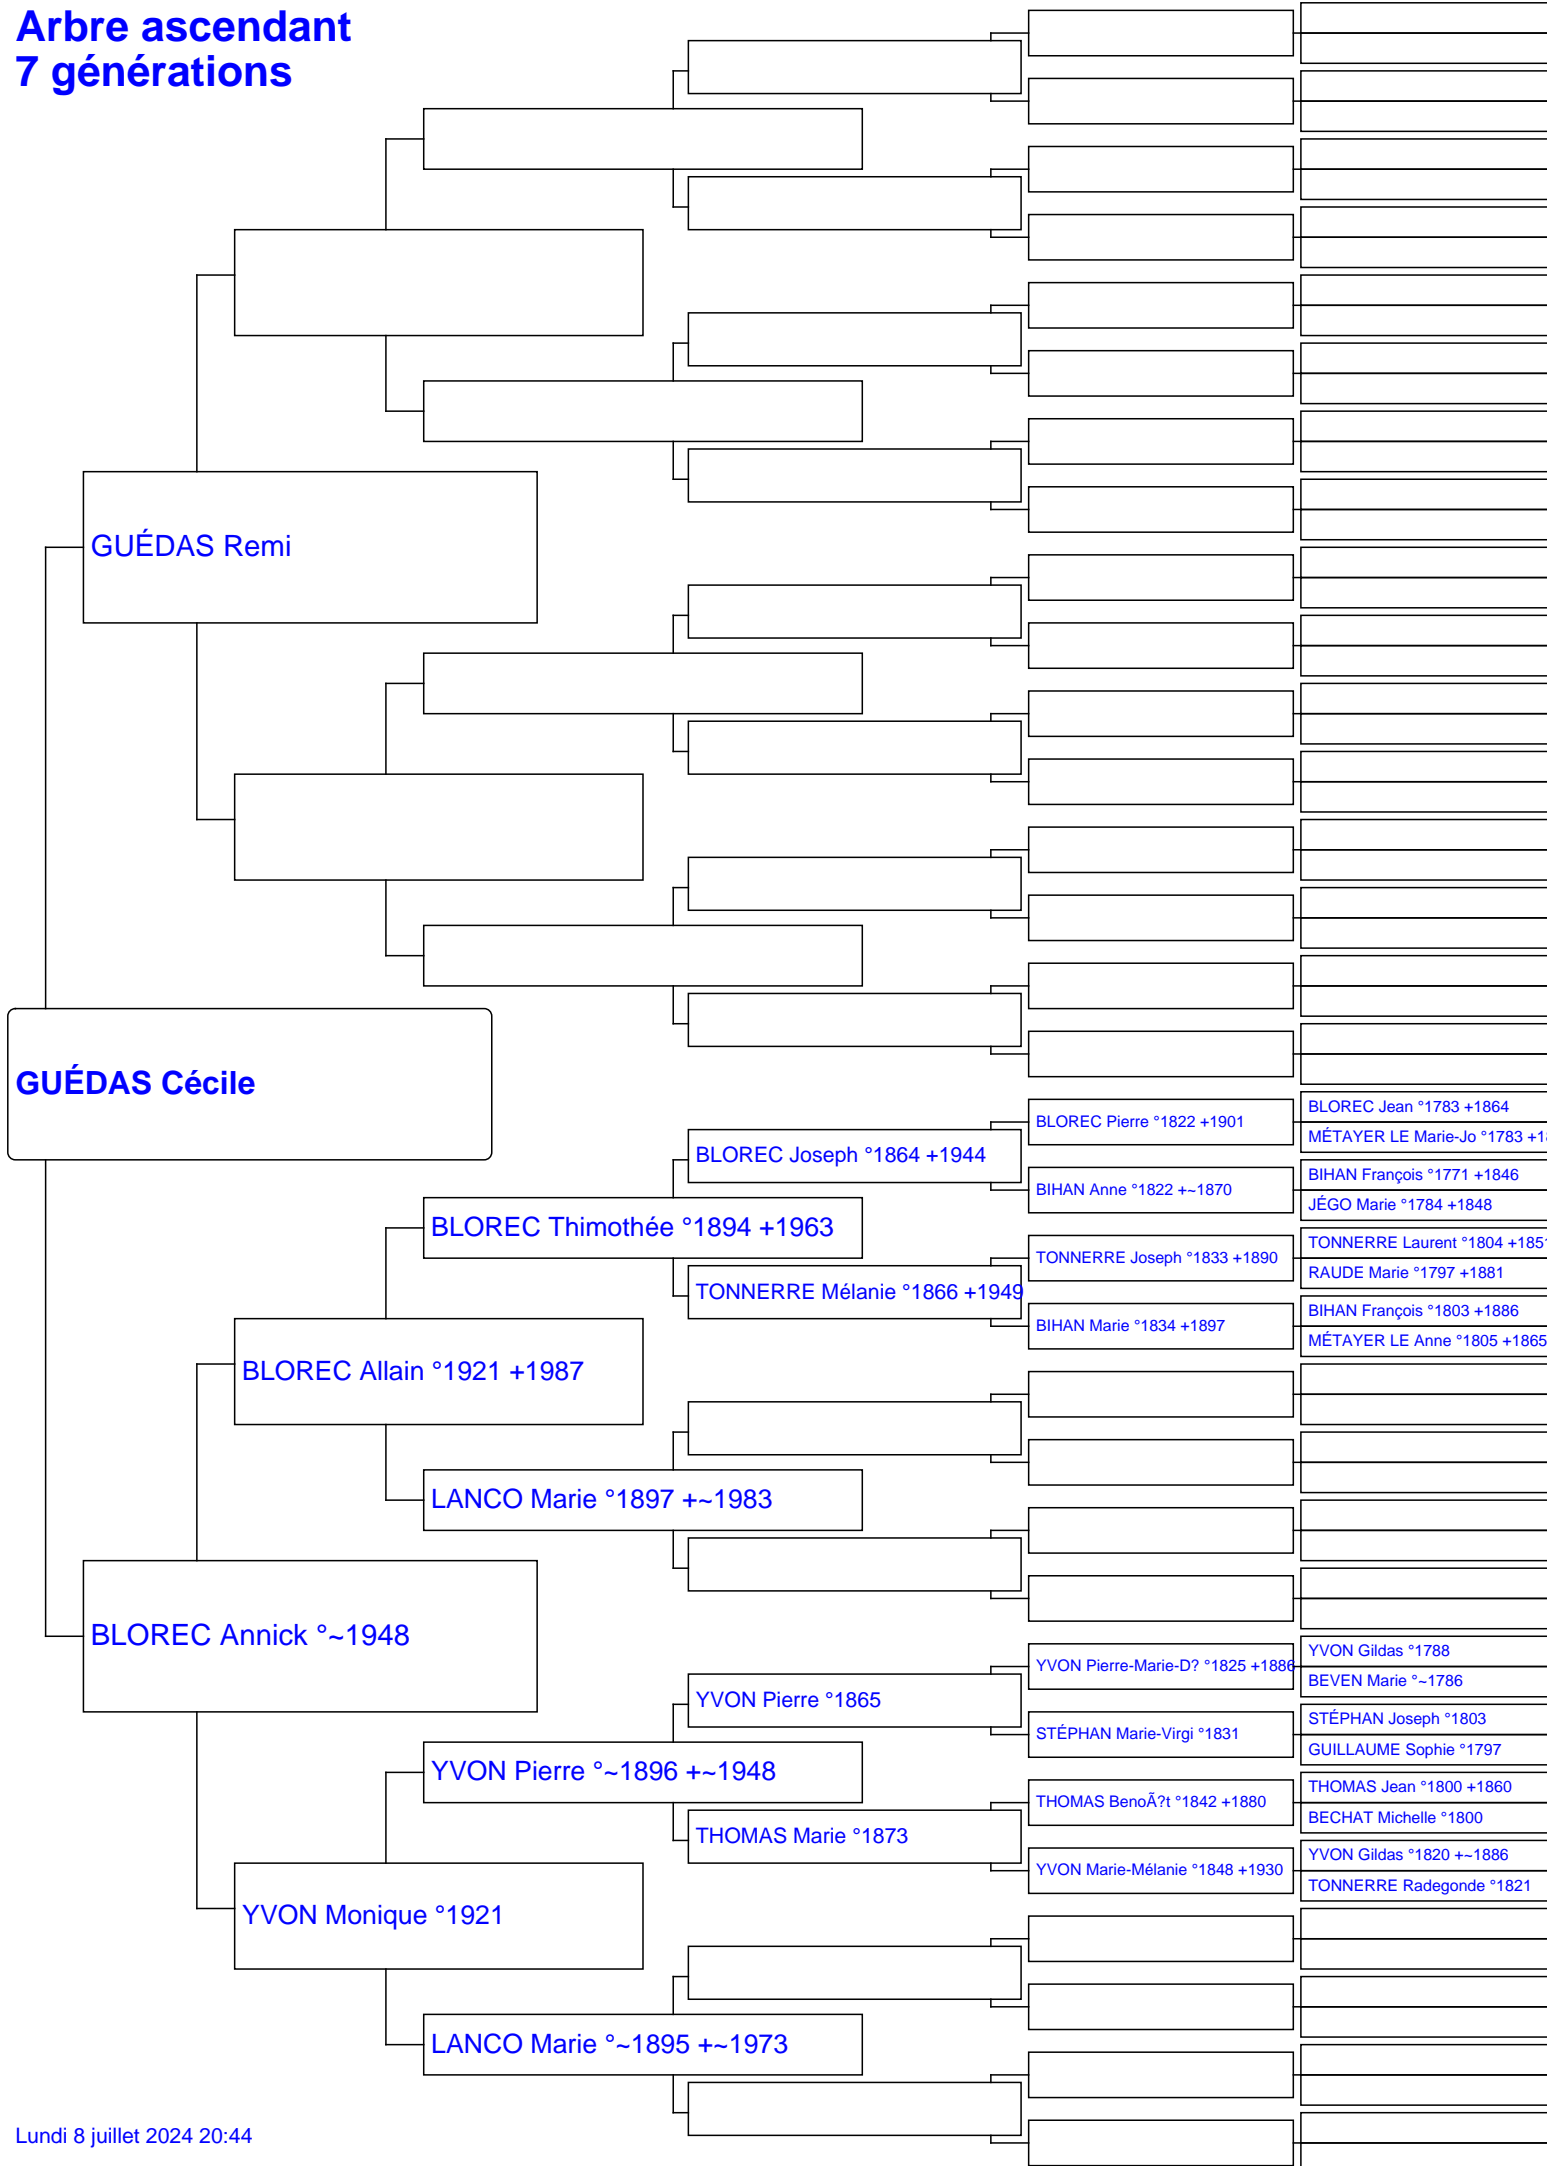 Arbre ascendant
7 générations
GUÉDAS Remi
GUÉDAS Cécile
BLOREC Jean °1783 +1864
BLOREC Pierre °1822 +1901
MÉTAYER LE Marie-Jo °1783 +18
BLOREC Joseph °1864 +1944
BIHAN François °1771 +1846
BIHAN Anne °1822 +~1870
JÉGO Marie °1784 +1848
BLOREC Thimothée °1894 +1963
TONNERRE Laurent °1804 +1851
TONNERRE Joseph °1833 +1890
RAUDE Marie °1797 +1881
TONNERRE Mélanie °1866 +1949
BIHAN François °1803 +1886
BIHAN Marie °1834 +1897
MÉTAYER LE Anne °1805 +1865
BLOREC Allain °1921 +1987
LANCO Marie °1897 +~1983
BLOREC Annick °~1948
YVON Gildas °1788
YVON Pierre-Marie-D? °1825 +1886
BEVEN Marie °~1786
YVON Pierre °1865
STÉPHAN Joseph °1803
STÉPHAN Marie-Virgi °1831
GUILLAUME Sophie °1797
YVON Pierre °~1896 +~1948
THOMAS Jean °1800 +1860
THOMAS BenoÃ?t °1842 +1880
BECHAT Michelle °1800
THOMAS Marie °1873
YVON Gildas °1820 +~1886
YVON Marie-Mélanie °1848 +1930
TONNERRE Radegonde °1821
YVON Monique °1921
LANCO Marie °~1895 +~1973
Lundi 8 juillet 2024 20:44